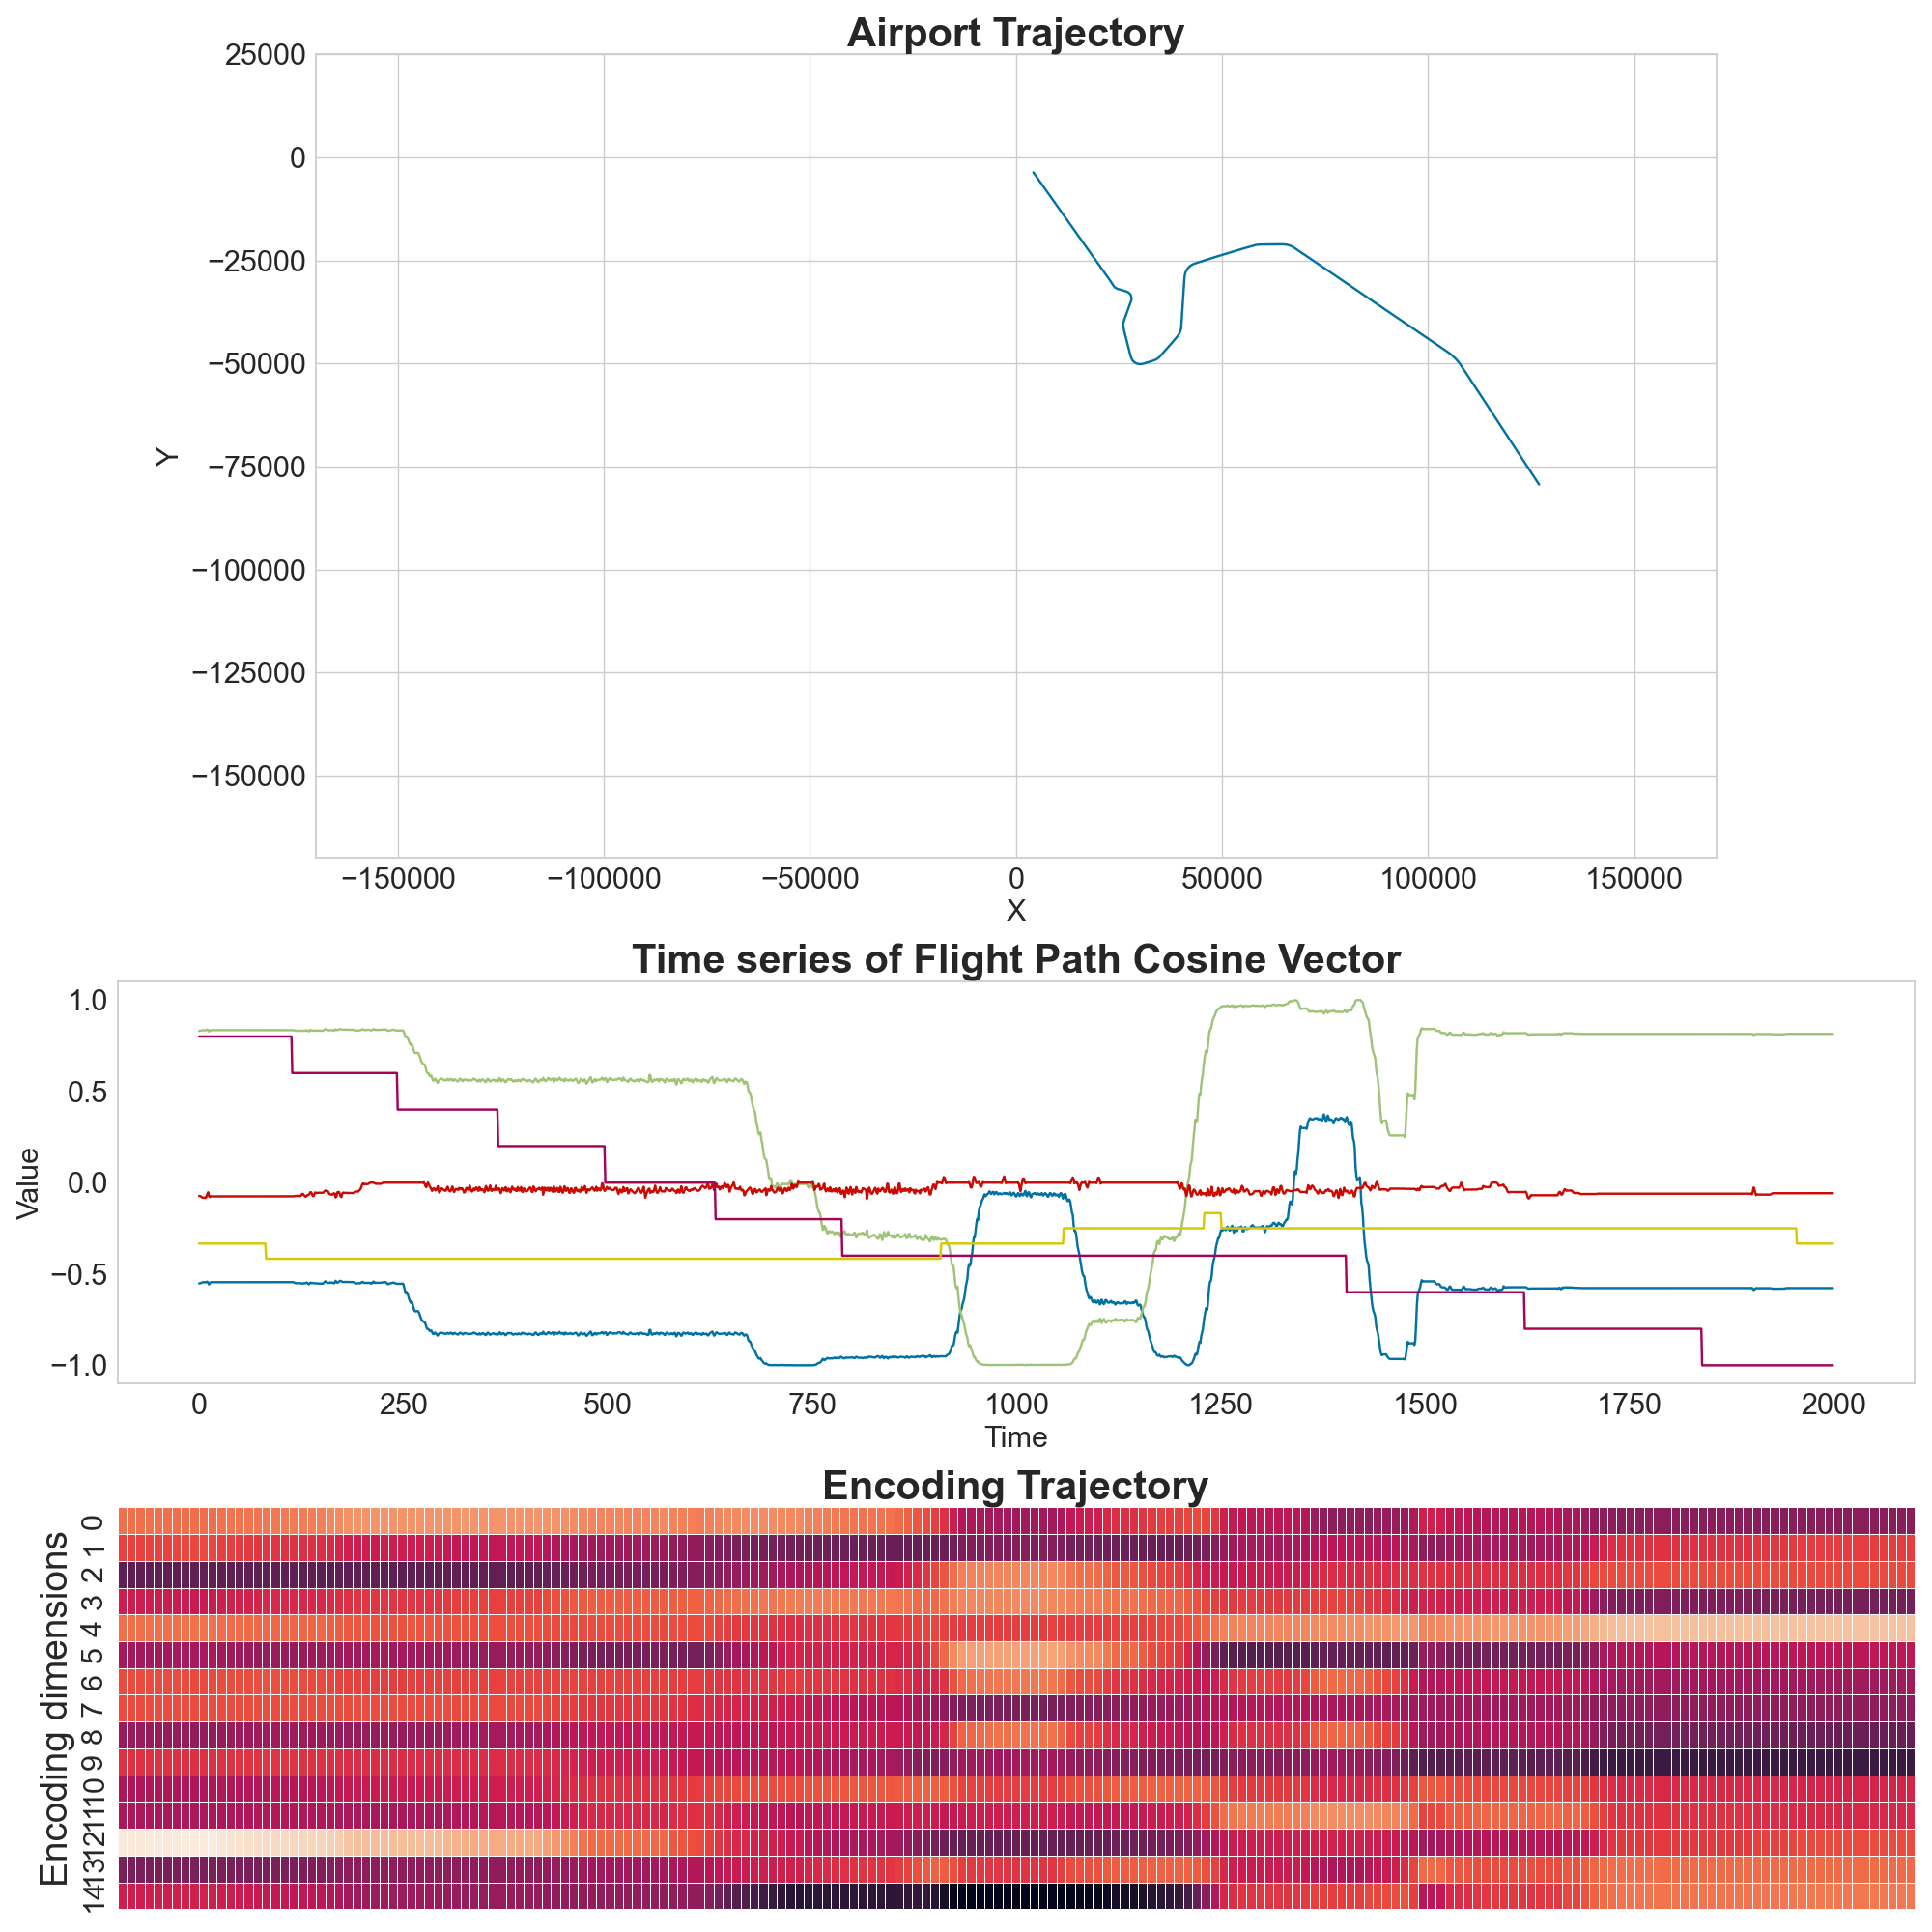 Airport Trajectory
25000
0
−25000
−50000
−75000
−100000
−125000
−150000
Y
−150000 −100000 −50000 0 50000 100000 150000
X
Time series of Flight Path Cosine Vector
1.0
0.5
0.0
−0.5
−1.0
Value
0 250 500 750 1000 1250 1500 1750 2000
Time
Encoding Trajectory
Encoding dimensions
0
1
2
3
4
5
6
7
8
9
10
11
12
13
14